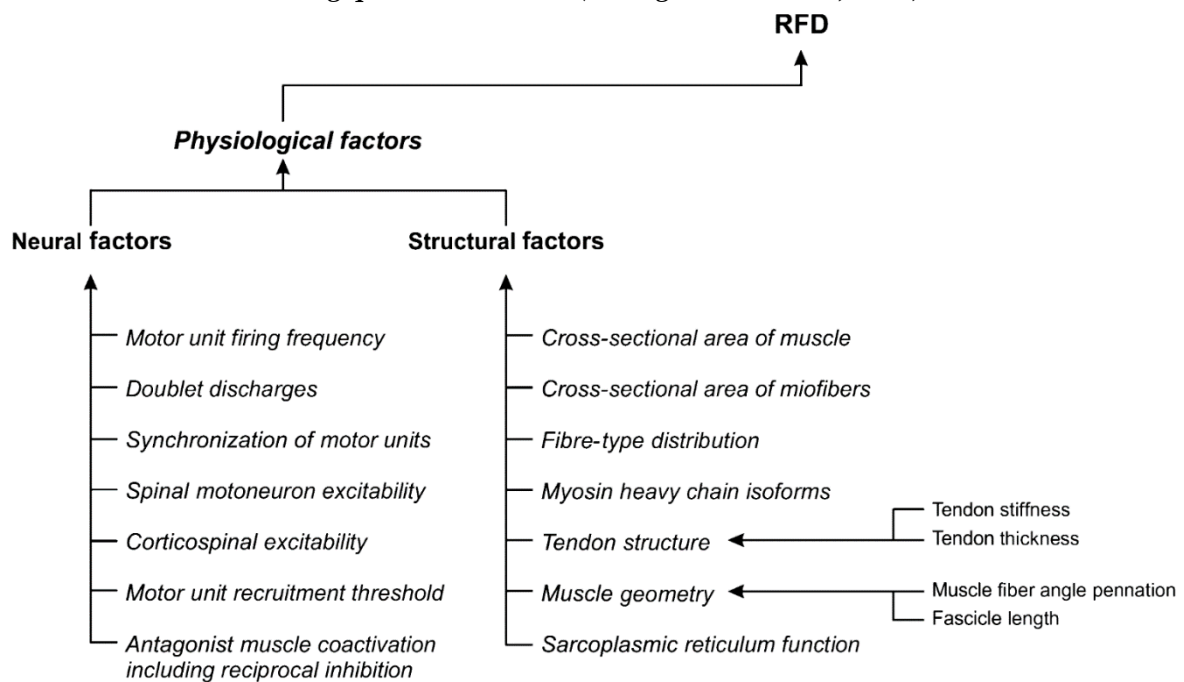 RFD
Physiological factors
Neural factors
Structural factors
Motor unit firing frequency
Doublet discharges
Synchronization of motor units
Spinal motoneuron excitability
Corticospinal excitability
Motor unit recruitment threshold
Antagonist muscle coactivation
including reciprocal inhibition
Cross-sectional area of muscle
Cross-sectional area of miofibers
Fibre-type distribution
Myosin heavy chain isoforms
Tendon structure
Muscle geometry
Sarcoplasmic reticulum function
Tendon stiffness
Tendon thickness
Muscle fiber angle pennation
Fascicle length